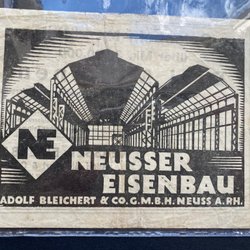 NE
NEUSSER
EISENBAU
ADOLF BLEICHERT & CO. G.M.B.H. NEUSS A. RH.